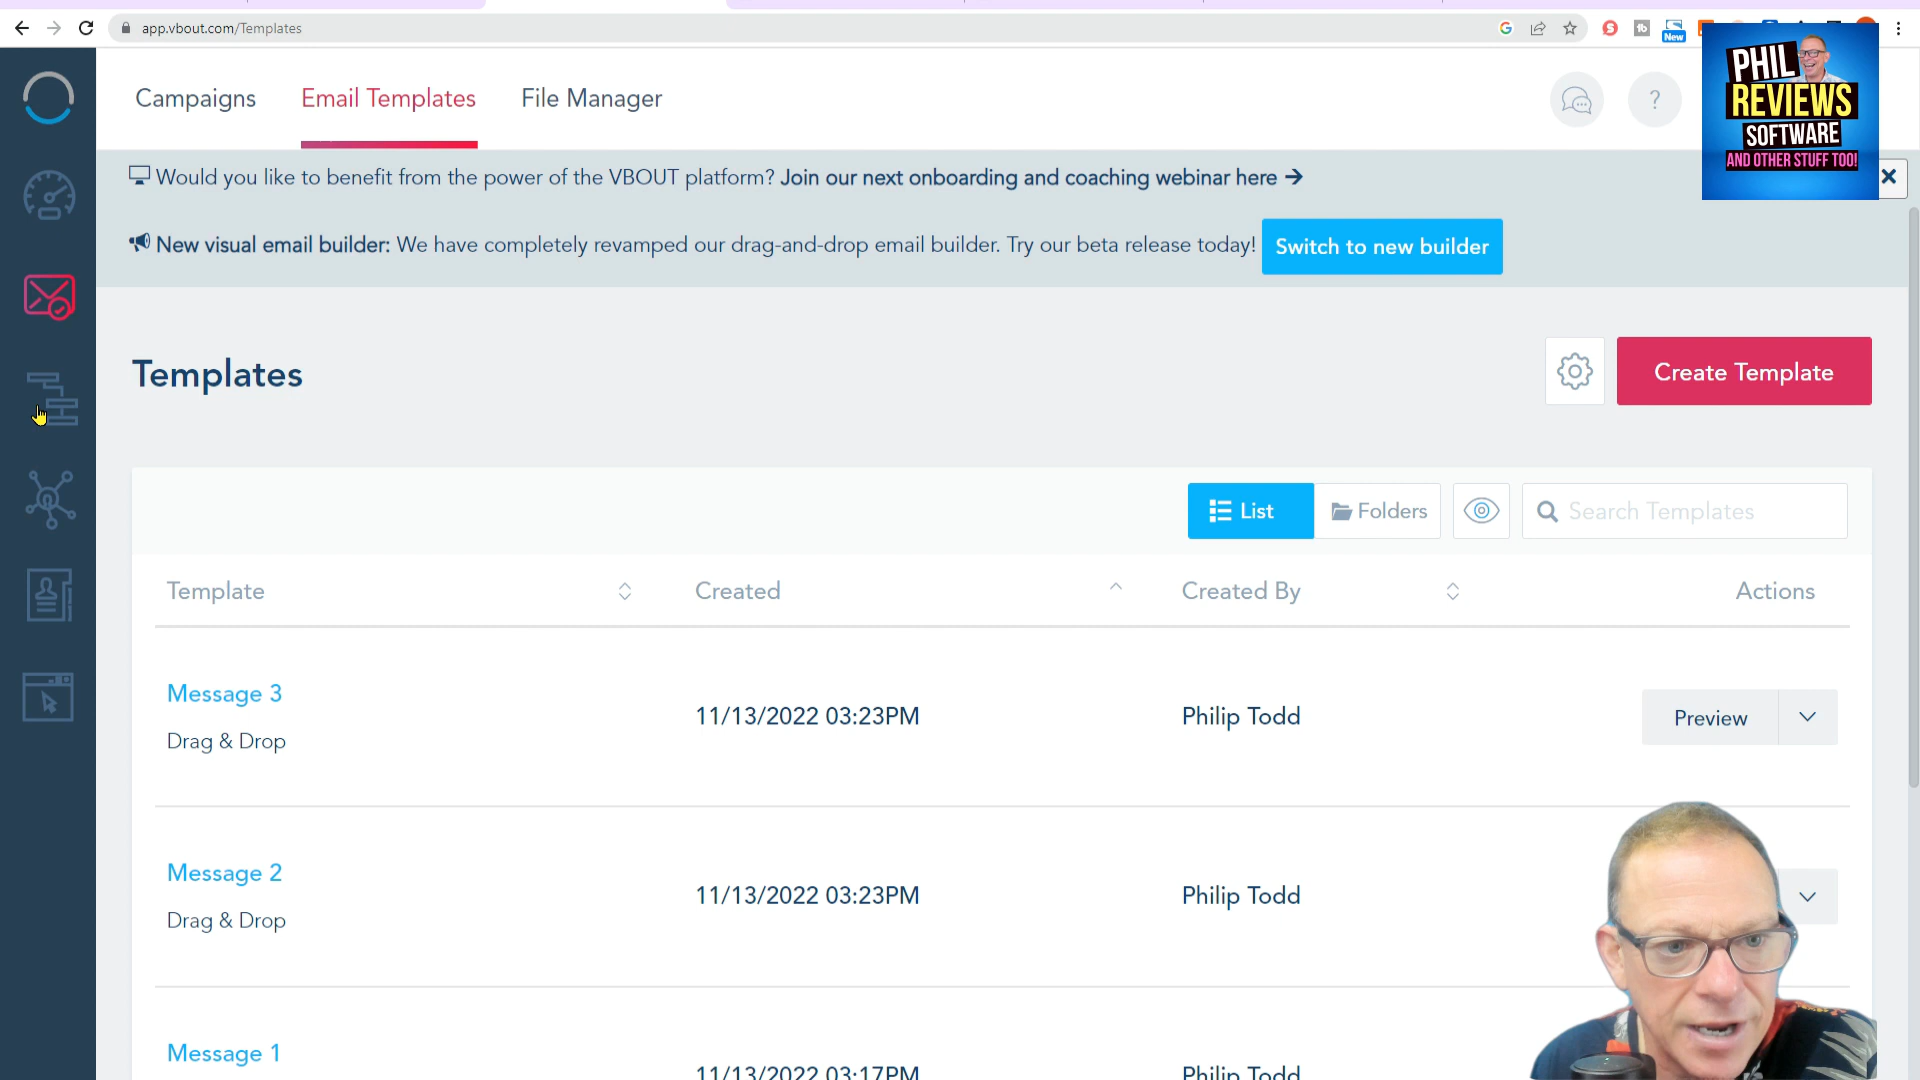 app.vbout.com/Templates
New
Campaigns
Email Templates
File Manager
?
PHIL
REVIEWS
SOFTWARE
AND OTHER STUFF TOO!
Would you like to benefit from the power of the VBOUT platform? Join our next onboarding and coaching webinar here →
New visual email builder: We have completely revamped our drag-and-drop email builder. Try our beta release today!
Switch to new builder
Templates
Create Template
List
Folders
Search Templates
Template
Created
Created By
Actions
Message 3
Drag & Drop
11/13/2022 03:23PM
Philip Todd
Preview
Message 2
Drag & Drop
11/13/2022 03:23PM
Philip Todd
Message 1
11/13/2022 03:17PM
Philip Todd